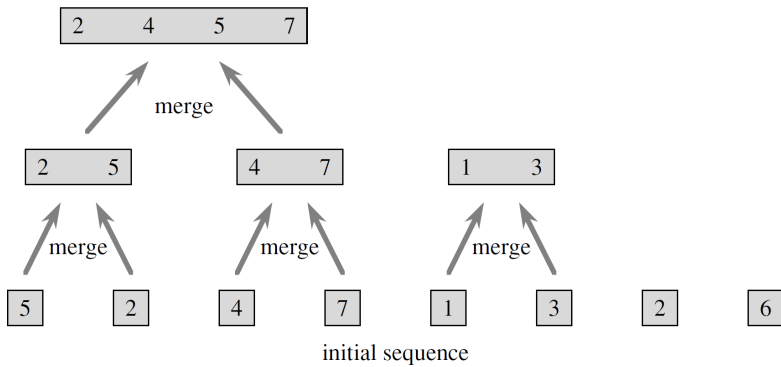 2 4 5 7
merge
2 5 4 7 1 3
merge merge merge
5 2 4 7 1 3 2 6
initial sequence